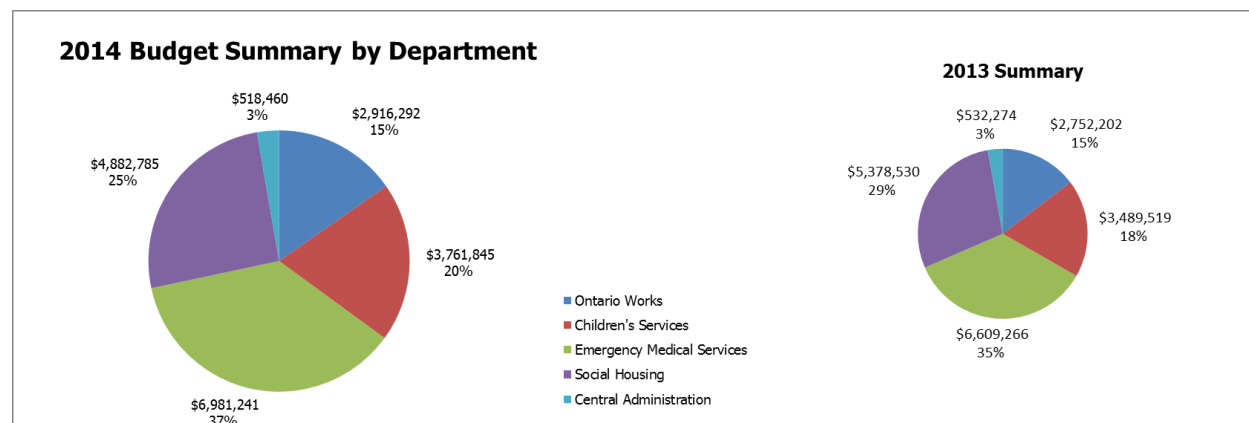 2014 Budget Summary by Department
$518,460
3%
$2,916,292
15%
$4,882,785
25%
$3,761,845
20%
$6,981,241
37%
Ontario Works
Children's Services
Emergency Medical Services
Social Housing
Central Administration
2013 Summary
$532,274
3%
$2,752,202
15%
$5,378,530
29%
$3,489,519
18%
$6,609,266
35%